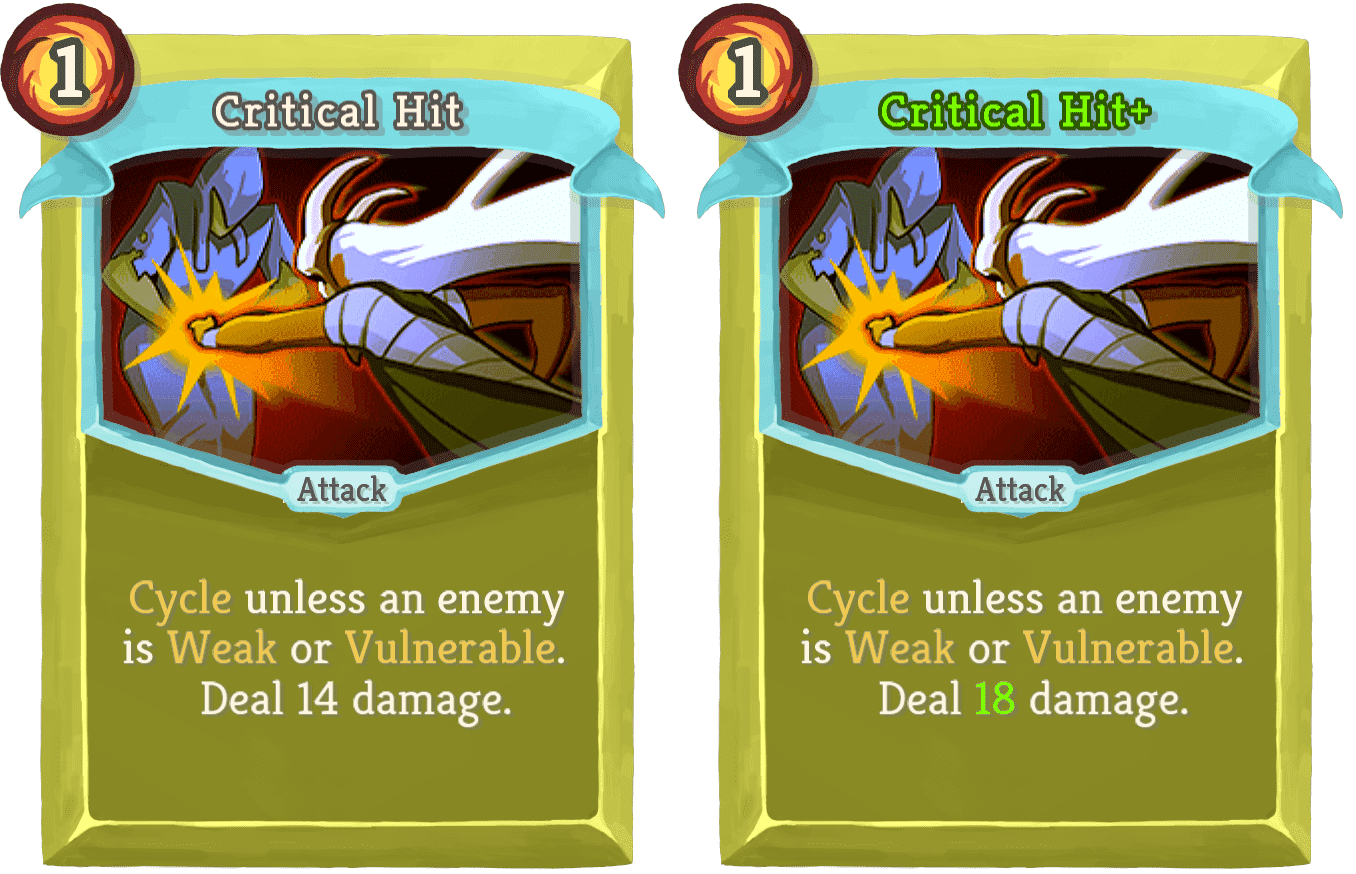 1
Critical Hit
Attack
Cycle unless an enemy
is Weak or Vulnerable.
Deal 14 damage.
1
Critical Hit+
Attack
Cycle unless an enemy
is Weak or Vulnerable.
Deal 18 damage.